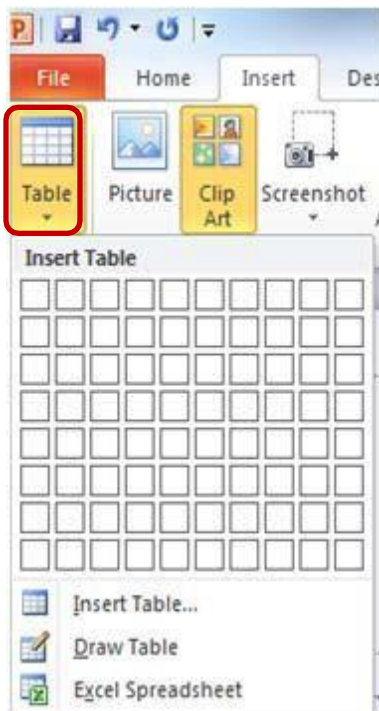 P
File Home Insert Des
Table Picture Clip Art Screenshot
Insert Table
Insert Table...
Draw Table
Excel Spreadsheet